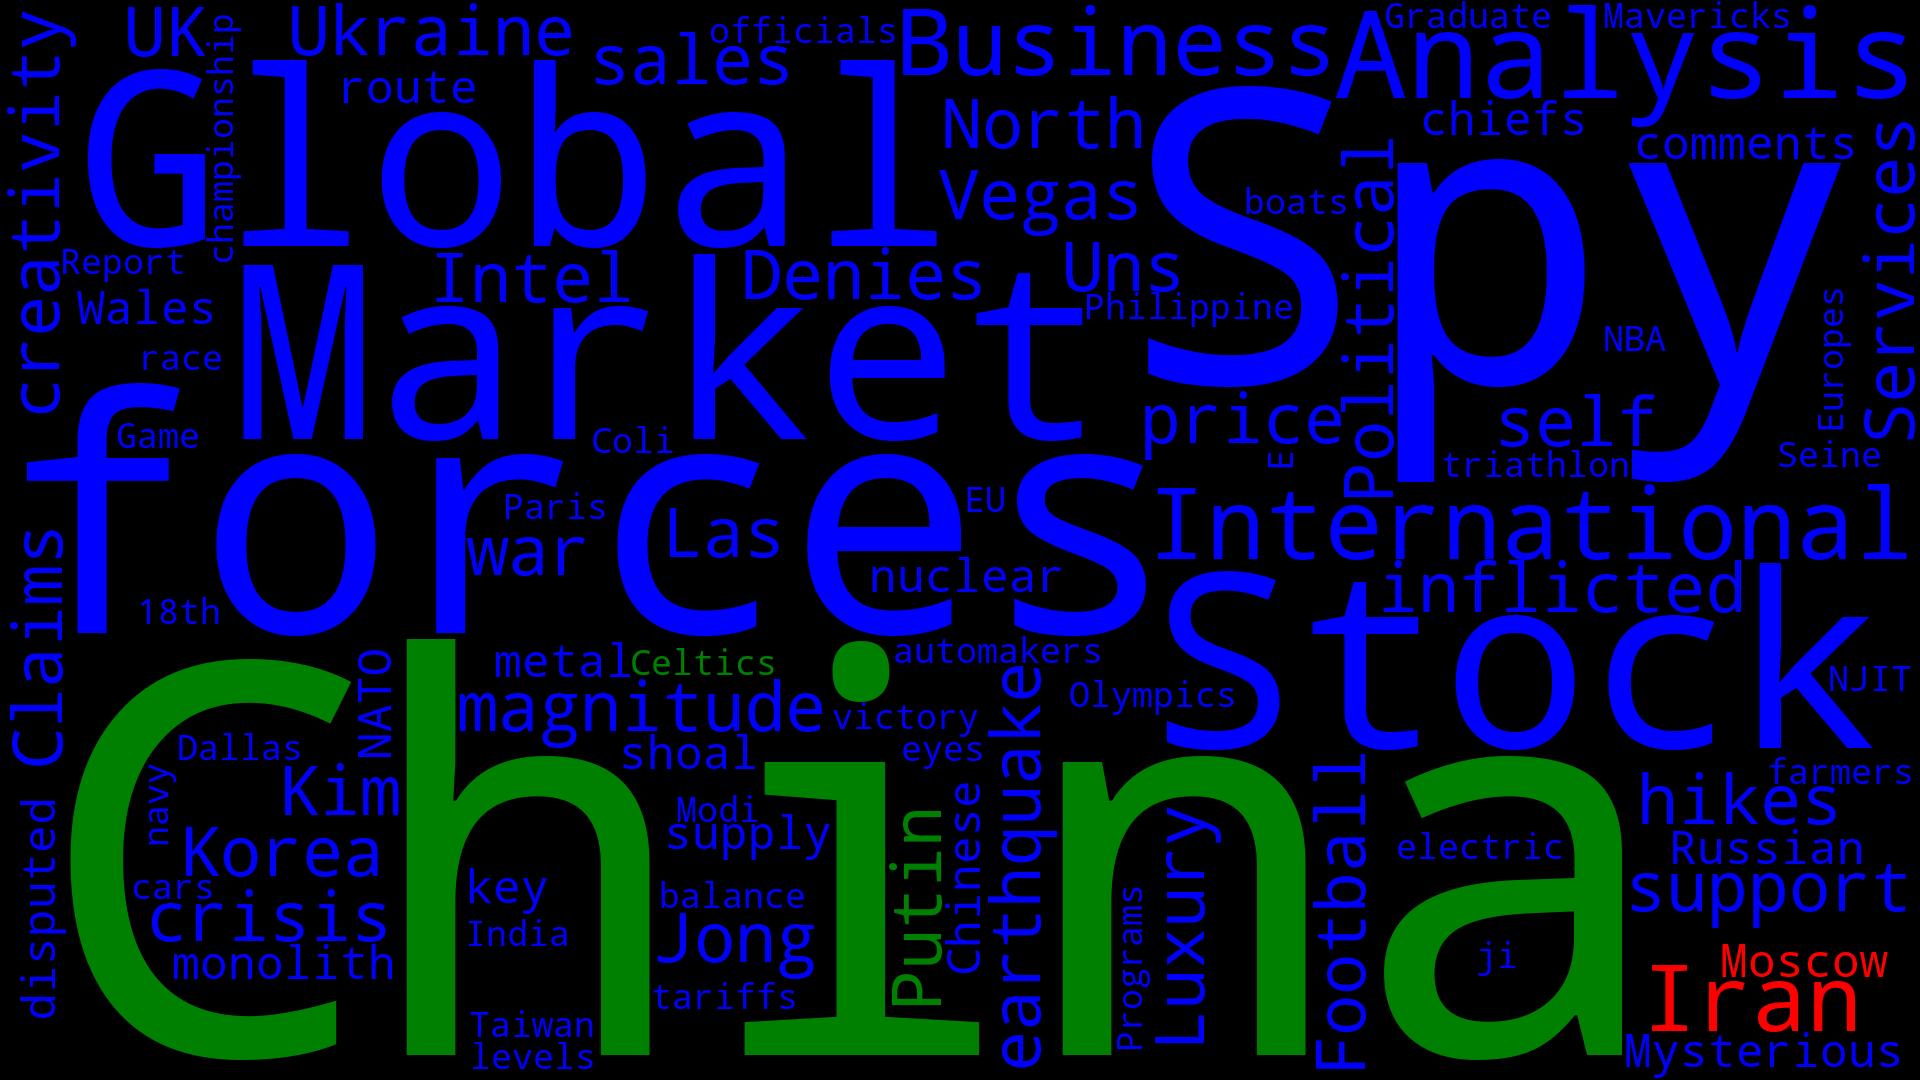 UK
Ukraine
officials
sales
Business
Graduate
Mavericks
Analysis
creativity
championship
route
Global
North
chiefs
comments
Spy
Vegas
boats
Political
Services
Report
Wales
Intel
Denies
Uns
Philippine
Market
NBA
Europes
race
price
self
forces
Game
Coli
E
triathlon
Seine
Paris
Las
EU
International
war
nuclear
inflicted
Claims
18th
Stock
NATO
metal
Celtics
automakers
Olympics
NJIT
magnitude
victory
earthquake
China
Dallas
shoal
eyes
farmers
navy
Kim
Modi
supply
Putin
Chinese
Luxury
Football
hikes
disputed
Korea
electric
Russian
cars
key
balance
Programs
support
crisis
India
Jong
ji
monolith
Moscow
tariffs
Iran
Taiwan
levels
Mysterious